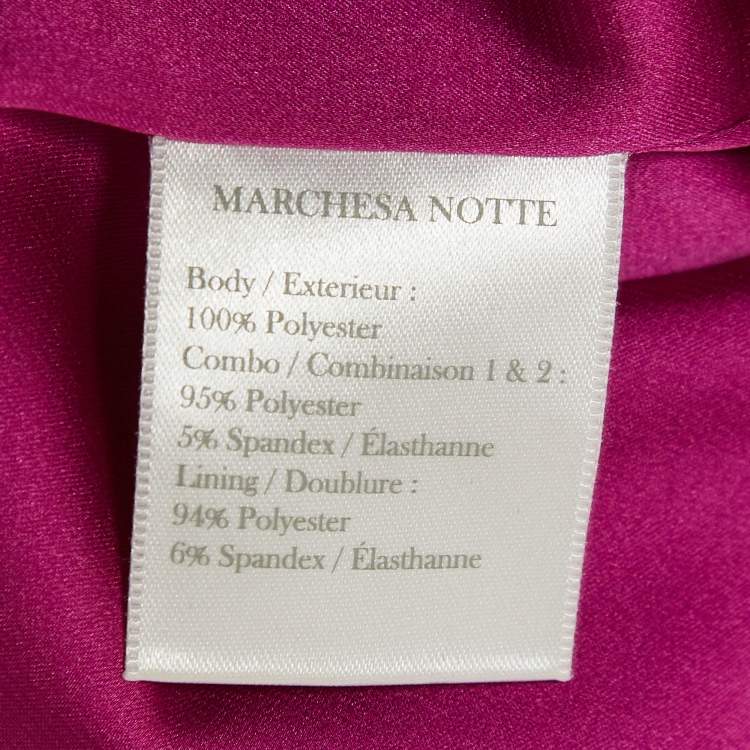 MARCHESA NOTTE
Body / Exterieur :
100% Polyester
Combo / Combinaison 1 & 2 :
95% Polyester
5% Spandex / Élasthanne
Lining / Doublure :
94% Polyester
6% Spandex / Élasthanne